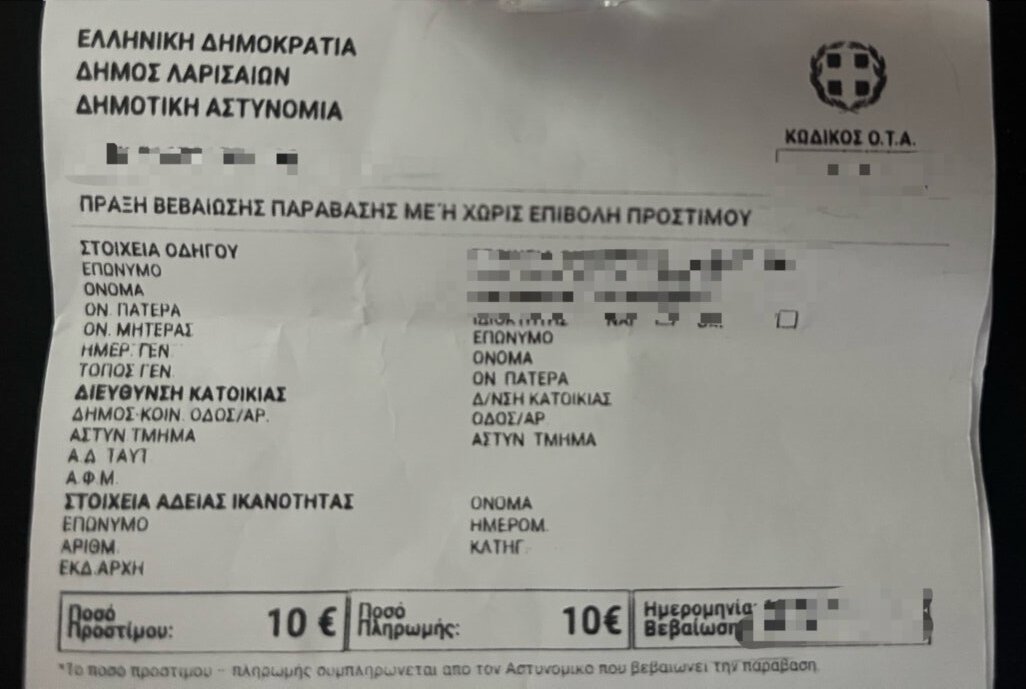 ΕΛΛΗΝΙΚΗ ΔΗΜΟΚΡΑΤΙΑ
ΔΗΜΟΣ ΛΑΡΙΣΑΙΩΝ
ΔΗΜΟΤΙΚΗ ΑΣΤΥΝΟΜΙΑ
ΚΩΔΙΚΟΣ Ο.Τ.Α.
ΠΡΑΞΗ ΒΕΒΑΙΩΣΗΣ ΠΑΡΑΒΑΣΗΣ ΜΕ Ή ΧΩΡΙΣ ΕΠΙΒΟΛΗ ΠΡΟΣΤΙΜΟΥ
ΣΤΟΙΧΕΙΑ ΟΔΗΓΟΥ
ΕΠΩΝΥΜΟ
ΟΝΟΜΑ
ΟΝ. ΠΑΤΕΡΑ
ΟΝ. ΜΗΤΕΡΑΣ
ΗΜΕΡ. ΓΕΝ.
ΤΟΠΟΣ ΓΕΝ.
ΔΙΕΥΘΥΝΣΗ ΚΑΤΟΙΚΙΑΣ
ΔΗΜΟΣ-ΚΟΙΝ. ΟΔΟΣ/ΑΡ.
ΑΣΤΥΝ ΤΜΗΜΑ
Α.Δ ΤΑΥΤ
Α.Φ.Μ.
ΙΔΙΟΚΤΗΤΗΣ ΝΑΙ
ΕΠΩΝΥΜΟ
ΟΝΟΜΑ
ΟΝ ΠΑΤΕΡΑ
Δ/ΝΣΗ ΚΑΤΟΙΚΙΑΣ
ΟΔΟΣ/ΑΡ.
ΑΣΤΥΝ ΤΜΗΜΑ
ΣΤΟΙΧΕΙΑ ΑΔΕΙΑΣ ΙΚΑΝΟΤΗΤΑΣ
ΕΠΩΝΥΜΟ
ΑΡΙΘΜ.
ΕΚΔ.ΑΡΧΗ
ΟΝΟΜΑ
ΗΜΕΡΟΜ.
ΚΑΤΗΓ.
Ποσό
Προστίμου: 10 €
Ποσό
Πληρωμής: 10€
Ημερομηνία
Βεβαίωση
*Το ποσό προστίμου – πληρωμής συμπληρώνεται από τον Αστυνομικό που βεβαιώνει την παράβαση.